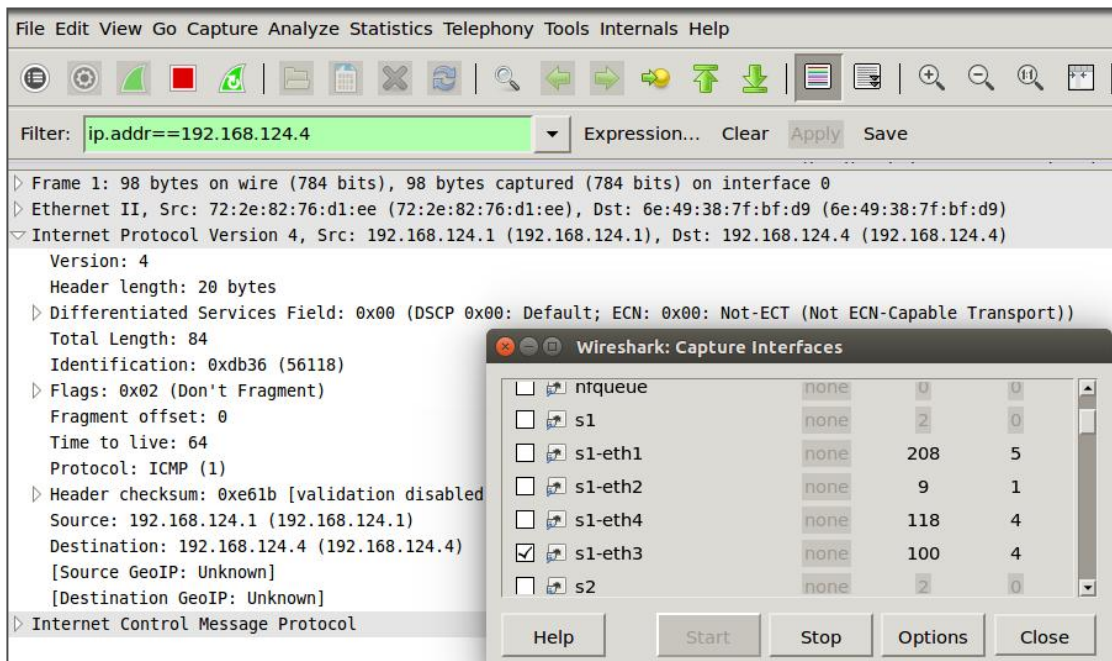 File Edit View Go Capture Analyze Statistics Telephony Tools Internals Help
Filter: ip.addr==192.168.124.4 Expression... Clear Apply Save
Frame 1: 98 bytes on wire (784 bits), 98 bytes captured (784 bits) on interface 0
Ethernet II, Src: 72:2e:82:76:d1:ee (72:2e:82:76:d1:ee), Dst: 6e:49:38:7f:bf:d9 (6e:49:38:7f:bf:d9)
Internet Protocol Version 4, Src: 192.168.124.1 (192.168.124.1), Dst: 192.168.124.4 (192.168.124.4)
Version: 4
Header length: 20 bytes
Differentiated Services Field: 0x00 (DSCP 0x00: Default; ECN: 0x00: Not-ECT (Not ECN-Capable Transport))
Total Length: 84
Identification: 0xdb36 (56118)
Flags: 0x02 (Don't Fragment)
Fragment offset: 0
Time to live: 64
Protocol: ICMP (1)
Header checksum: 0xe61b [validation disabled
Source: 192.168.124.1 (192.168.124.1)
Destination: 192.168.124.4 (192.168.124.4)
[Source GeoIP: Unknown]
[Destination GeoIP: Unknown]
Internet Control Message Protocol
Wireshark: Capture Interfaces
nfqueue none 0 0
s1 none 2 0
s1-eth1 none 208 5
s1-eth2 none 9 1
s1-eth4 none 118 4
s1-eth3 none 100 4
s2 none 2 0
Help Start Stop Options Close